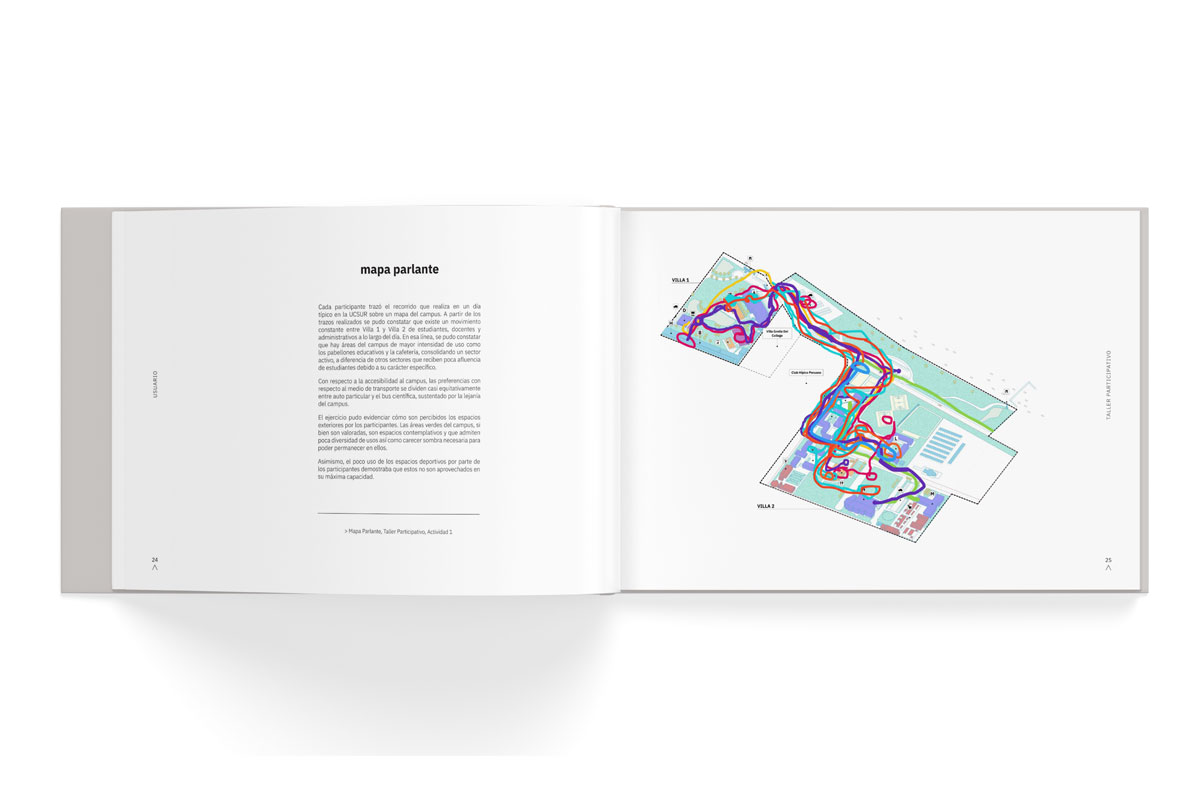 mapa parlante
Cada participante trazó el recorrido que realiza en un día
típico en la UCSUR sobre un mapa del campus. A partir de los
trazos realizados se pudo constatar que existe un movimiento
constante entre Villa 1 y Villa 2 de estudiantes, docentes y
administrativos a lo largo del día. En esa línea, se pudo constatar
que hay áreas del campus de mayor intensidad de uso como
los pabellones educativos y la cafetería, consolidando un sector
activo, a diferencia de otros sectores que reciben poca afluencia
de estudiantes debido a su carácter específico.
Con respecto a la accesibilidad al campus, las preferencias con
respecto al medio de transporte se dividen casi equitativamente
entre auto particular y el bus científica, sustentado por la lejaría
del campus.
El ejercicio pudo evidenciar cómo son percibidos los espacios
exteriores por los participantes. Las áreas verdes del campus, si
bien son valoradas, son espacios contemplativos y que admiten
poca diversidad de usos así como carecer sombra necesaria para
poder permanecer en ellos.
Asimismo, el poco uso de los espacios deportivos por parte de
los participantes demostraba que estos no son aprovechados en
su máxima capacidad.
> Mapa Parlante, Taller Participativo, Actividad 1
USUARIO
24
VILLA 1
Club Hípico Peruano
VILLA 2
TALLER PARTICIPATIVO
25